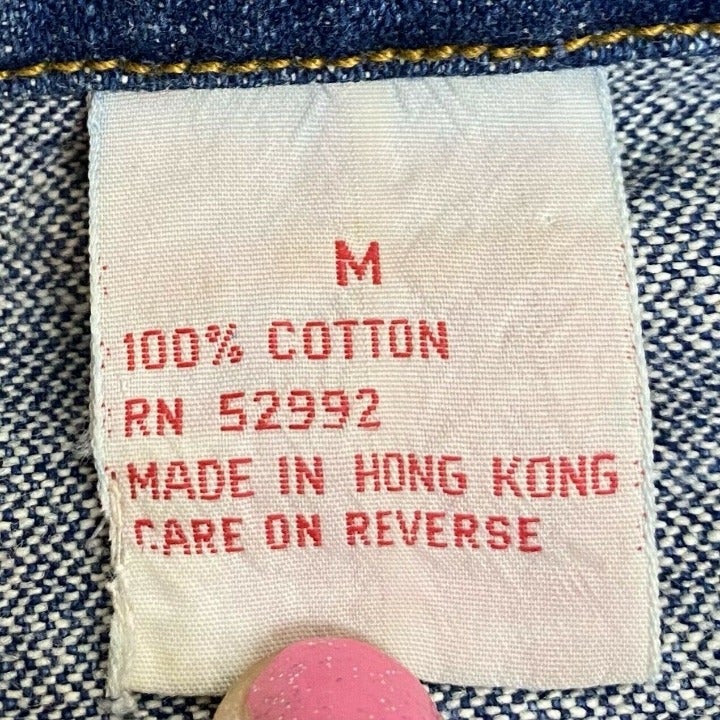 M
100% COTTON
RN 52992
MADE IN HONG KONG
CARE ON REVERSE